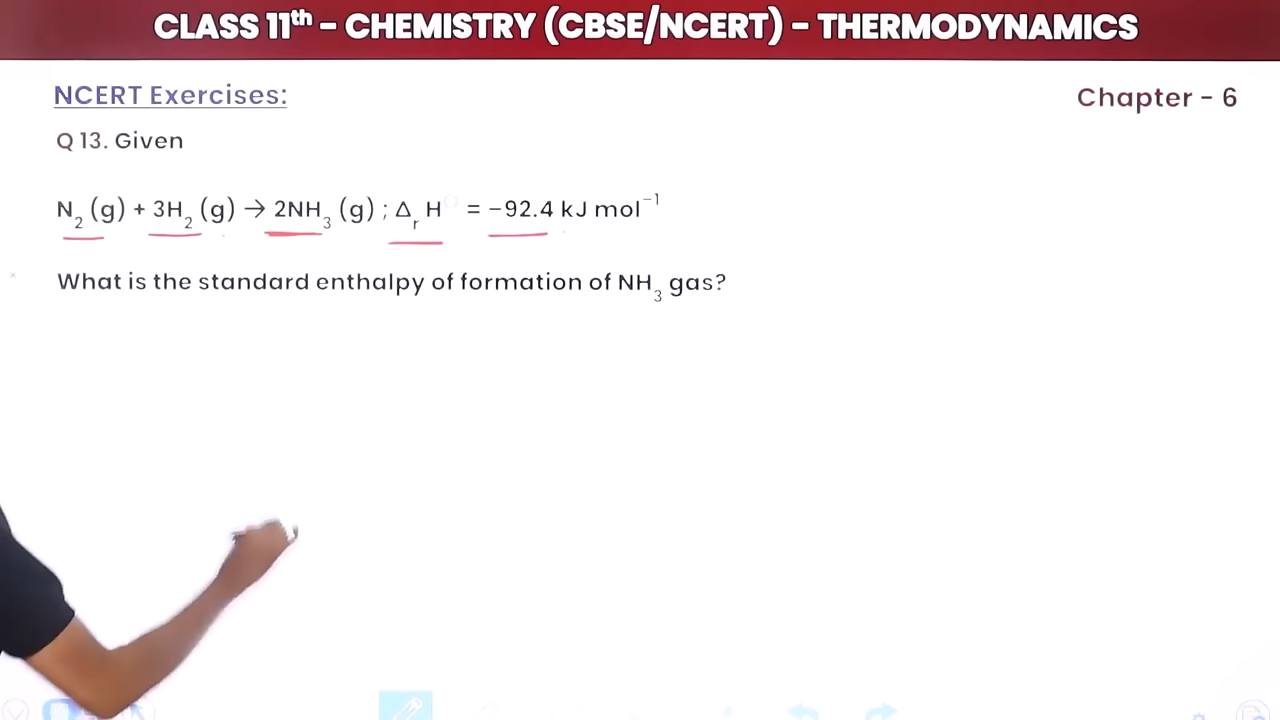 CLASS 11ᵗʰ – CHEMISTRY (CBSE/NCERT) – THERMODYNAMICS
NCERT Exercises:
Chapter - 6
Q 13. Given
N₂ (g) + 3H₂ (g) → 2NH₃ (g) ; Δᵣ H° = −92.4 kJ mol⁻¹
What is the standard enthalpy of formation of NH₃ gas?